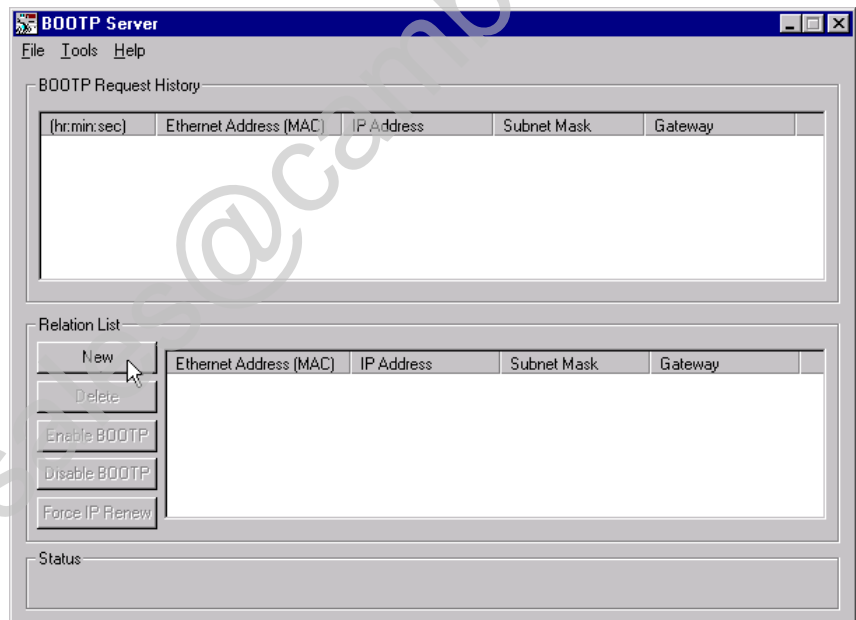 BOOTP Server
File Tools Help
BOOTP Request History
(hr:min:sec) Ethernet Address (MAC) IP Address Subnet Mask Gateway
Relation List
New
Delete
Enable BOOTP
Disable BOOTP
Force IP Renew
Ethernet Address (MAC) IP Address Subnet Mask Gateway
Status